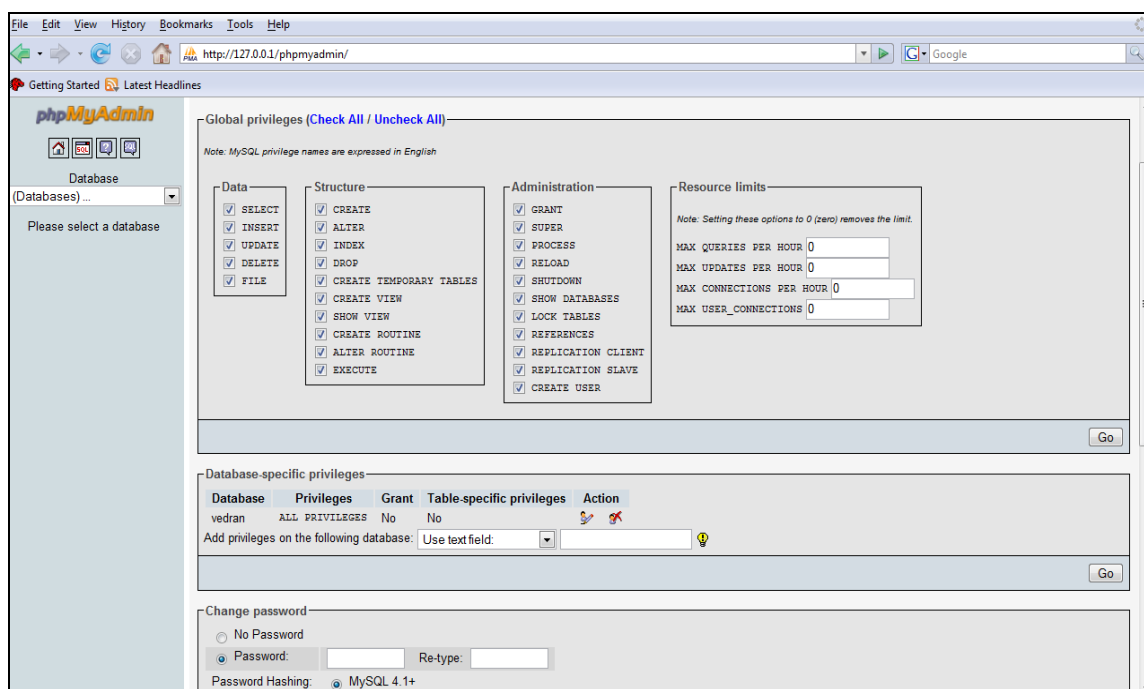 File Edit View History Bookmarks Tools Help
PMA http://127.0.0.1/phpmyadmin/ G Google
Getting Started Latest Headlines
phpMyAdmin
SQL
Database
(Databases) ...
Please select a database
Global privileges (Check All / Uncheck All)
Note: MySQL privilege names are expressed in English
Data
SELECT
INSERT
UPDATE
DELETE
FILE
Structure
CREATE
ALTER
INDEX
DROP
CREATE TEMPORARY TABLES
CREATE VIEW
SHOW VIEW
CREATE ROUTINE
ALTER ROUTINE
EXECUTE
Administration
GRANT
SUPER
PROCESS
RELOAD
SHUTDOWN
SHOW DATABASES
LOCK TABLES
REFERENCES
REPLICATION CLIENT
REPLICATION SLAVE
CREATE USER
Resource limits
Note: Setting these options to 0 (zero) removes the limit.
MAX QUERIES PER HOUR 0
MAX UPDATES PER HOUR 0
MAX CONNECTIONS PER HOUR 0
MAX USER_CONNECTIONS 0
Go
Database-specific privileges
Database Privileges Grant Table-specific privileges Action
vedran ALL PRIVILEGES No No
Add privileges on the following database: Use text field:
Go
Change password
No Password
Password: Re-type:
Password Hashing: MySQL 4.1+